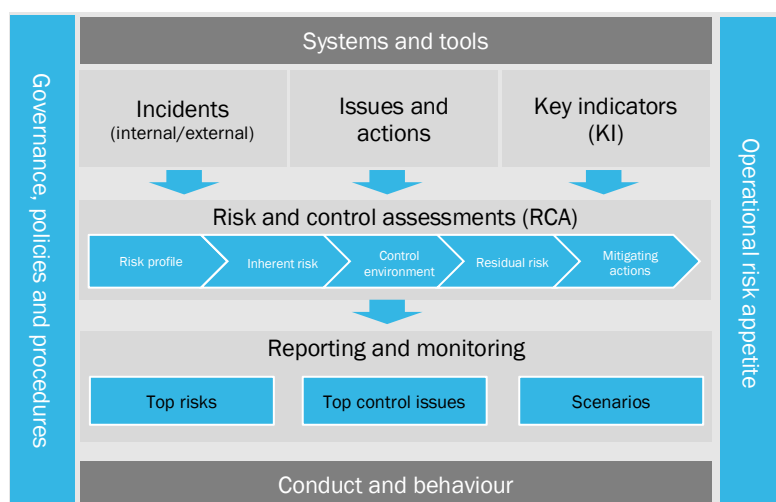 Systems and tools
Governance, policies and procedures
Operational risk appetite
Incidents
(internal/external)
Issues and
actions
Key indicators
(KI)
Risk and control assessments (RCA)
Risk profile
Inherent risk
Control
environment
Residual risk
Mitigating
actions
Reporting and monitoring
Top risks
Top control issues
Scenarios
Conduct and behaviour